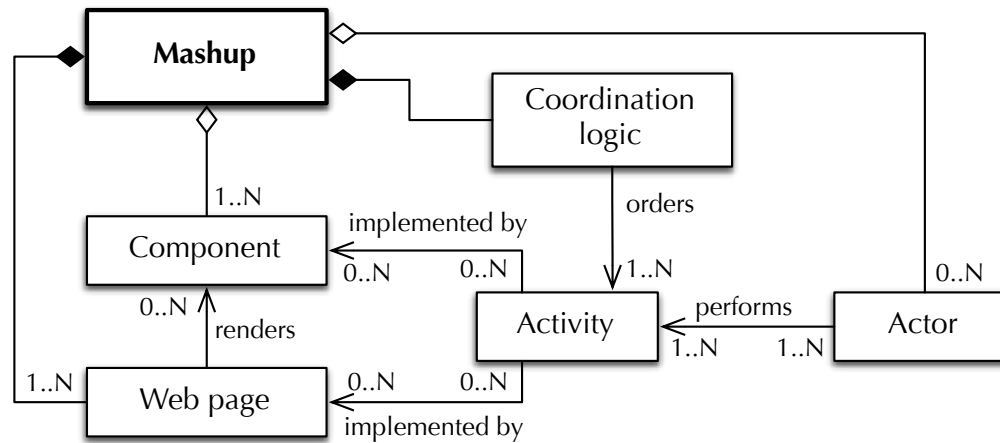 Mashup
Coordination
logic
1..N
implemented by
orders
Component
0..N
0..N
1..N
0..N
0..N
renders
Activity
performs
Actor
1..N
1..N
1..N
0..N
0..N
Web page
implemented by